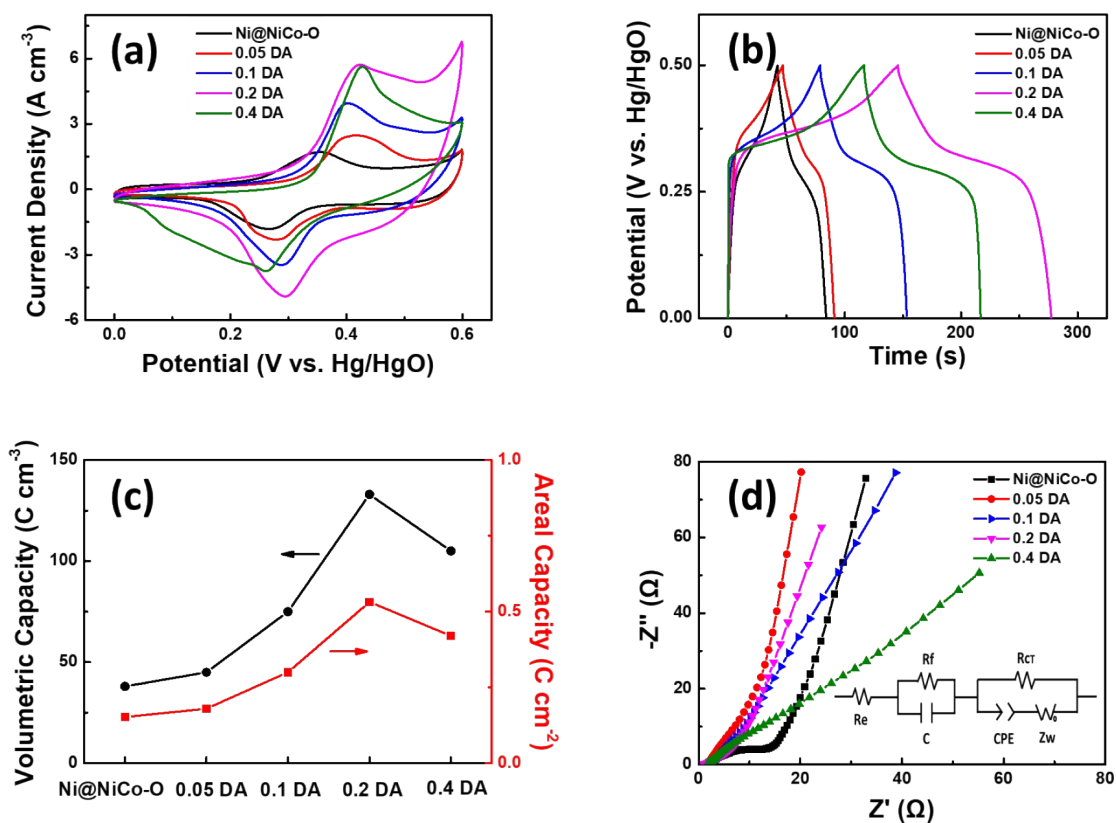 (a)
Ni@NiCo-O
0.05 DA
0.1 DA
0.2 DA
0.4 DA
Current Density (A cm-3)
6
3
0
-3
-6
0.0 0.2 0.4 0.6
Potential (V vs. Hg/HgO)
(b)
Ni@NiCo-O
0.05 DA
0.1 DA
0.2 DA
0.4 DA
Potential (V vs. Hg/HgO)
0.50
0.25
0.00
0 100 200 300
Time (s)
(c)
Volumetric Capacity (C cm-3)
150
100
50
0
Areal Capacity (C cm-2)
1.0
0.5
0.0
Ni@NiCo-O 0.05 DA 0.1 DA 0.2 DA 0.4 DA
(d)
Ni@NiCo-O
0.05 DA
0.1 DA
0.2 DA
0.4 DA
-Z'' (Ω)
80
60
40
20
0
Rf
RCT
Re
C
CPE
Zw
0 20 40 60 80
Z' (Ω)